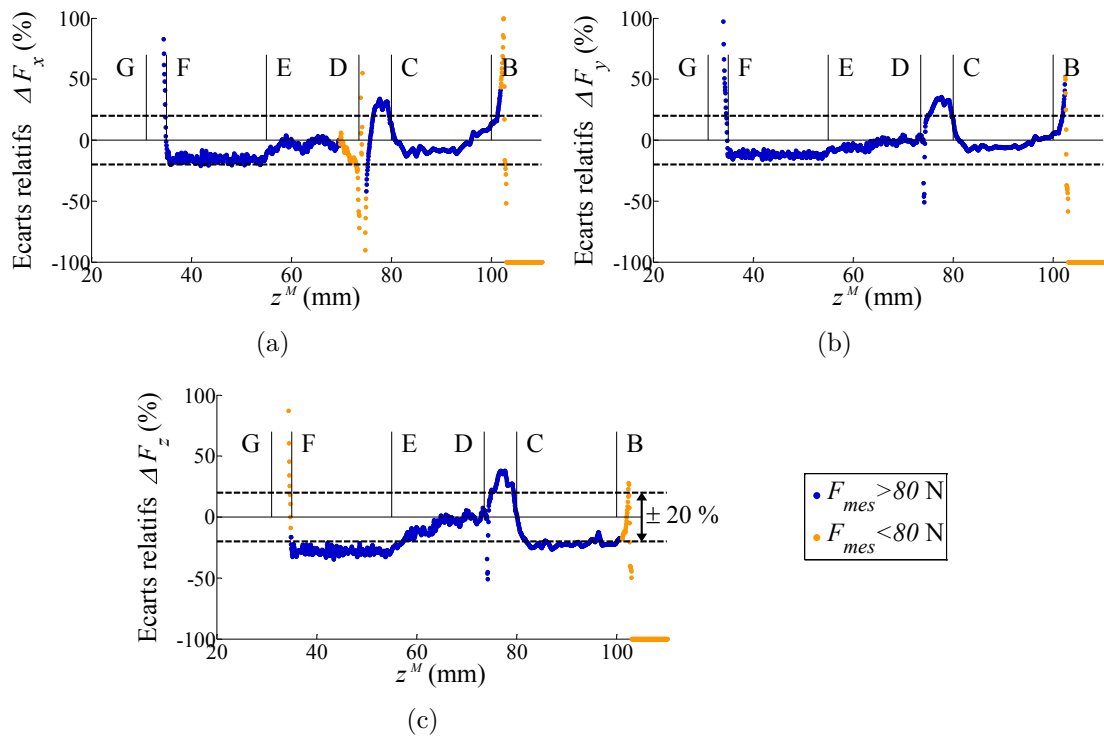 Ecarts relatifs ΔF_x (%)
100
50
0
-50
-100
G F E D C B
20 40 60 80 100
z^M (mm)
(a)
Ecarts relatifs ΔF_y (%)
100
50
0
-50
-100
G F E D C B
20 40 60 80 100
z^M (mm)
(b)
Ecarts relatifs ΔF_z (%)
100
50
0
-50
-100
G F E D C B
± 20 %
20 40 60 80 100
z^M (mm)
(c)
F_mes>80 N
F_mes<80 N